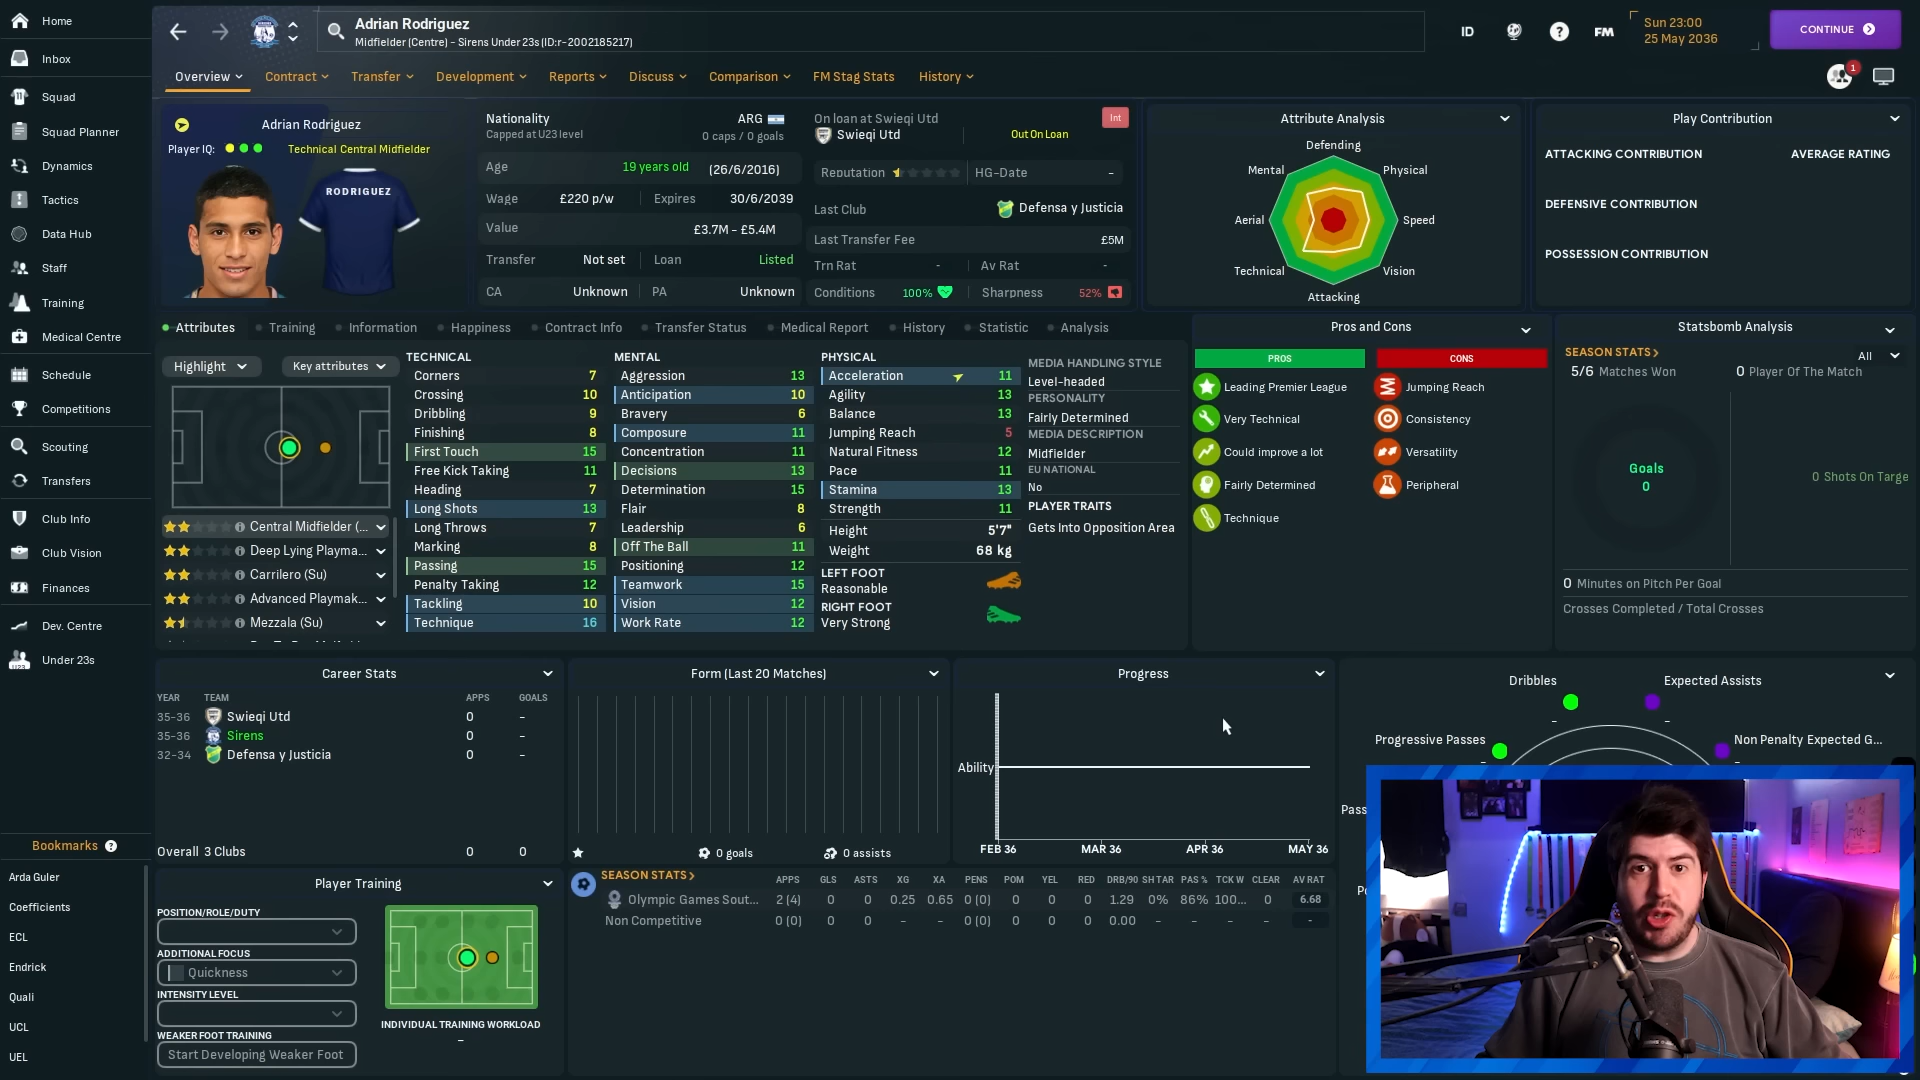 Home
Inbox
Squad
Squad Planner
Dynamics
Tactics
Data Hub
Staff
Training
Medical Centre
Schedule
Competitions
Scouting
Transfers
Club Info
Club Vision
Finances
Dev. Centre
Under 23s
Bookmarks ?
Arda Guler
Coefficients
ECL
Endrick
Quali
UCL
UEL
Adrian Rodriguez
Midfielder (Centre) - Sirens Under 23s (ID:r-2002185217)
ID ? FM
Sun 23:00
25 May 2036
CONTINUE
Overview Contract Transfer Development Reports Discuss Comparison FM Stag Stats History
1
Adrian Rodriguez
Player IQ: Technical Central Midfielder
RODRIGUEZ
Nationality ARG
Capped at U23 level 0 caps / 0 goals
Age 19 years old (26/6/2016)
Wage £220 p/w Expires 30/6/2039
Value £3.7M - £5.4M
Transfer Not set Loan Listed
CA Unknown PA Unknown
On loan at Swieqi Utd Int
Swieqi Utd Out On Loan
Reputation HG-Date -
Last Club Defensa y Justicia
Last Transfer Fee £5M
Trn Rat - Av Rat -
Conditions 100% Sharpness 52%
Attribute Analysis
Defending
Mental Physical
Aerial Speed
Technical Vision
Attacking
Play Contribution
ATTACKING CONTRIBUTION AVERAGE RATING
DEFENSIVE CONTRIBUTION
POSSESSION CONTRIBUTION
Attributes Training Information Happiness Contract Info Transfer Status Medical Report History Statistic Analysis
Highlight Key attributes
Central Midfielder (...
Deep Lying Playma...
Carrilero (Su)
Advanced Playmak...
Mezzala (Su)
TECHNICAL
Corners 7
Crossing 10
Dribbling 9
Finishing 8
First Touch 15
Free Kick Taking 11
Heading 7
Long Shots 13
Long Throws 7
Marking 8
Passing 15
Penalty Taking 12
Tackling 10
Technique 16
MENTAL
Aggression 13
Anticipation 10
Bravery 6
Composure 11
Concentration 11
Decisions 13
Determination 15
Flair 8
Leadership 6
Off The Ball 11
Positioning 12
Teamwork 15
Vision 12
Work Rate 12
PHYSICAL
Acceleration 11
Agility 13
Balance 13
Jumping Reach 5
Natural Fitness 12
Pace 11
Stamina 13
Strength 11
Height 5'7"
Weight 68 kg
LEFT FOOT
Reasonable
RIGHT FOOT
Very Strong
MEDIA HANDLING STYLE
Level-headed
PERSONALITY
Fairly Determined
MEDIA DESCRIPTION
Midfielder
EU NATIONAL
No
PLAYER TRAITS
Gets Into Opposition Area
Pros and Cons
PROS CONS
Leading Premier League Jumping Reach
Very Technical Consistency
Could improve a lot Versatility
Fairly Determined Peripheral
Technique
Statsbomb Analysis
SEASON STATS> All
5/6 Matches Won 0 Player Of The Match
Goals
0
0 Shots On Targe
0 Minutes on Pitch Per Goal
Crosses Completed / Total Crosses
Career Stats
YEAR TEAM APPS GOALS
35-36 Swieqi Utd 0 -
35-36 Sirens 0 -
32-34 Defensa y Justicia 0 -
Overall 3 Clubs 0 0
Form (Last 20 Matches)
0 goals 0 assists
Progress
Ability
FEB 36 MAR 36 APR 36 MAY 36
Dribbles Expected Assists
- -
Progressive Passes Non Penalty Expected G...
- -
Pass
Player Training
POSITION/ROLE/DUTY
ADDITIONAL FOCUS
Quickness
INTENSITY LEVEL
WEAKER FOOT TRAINING
Start Developing Weaker Foot
INDIVIDUAL TRAINING WORKLOAD
-
SEASON STATS> APPS GLS ASTS XG XA PENS POM YEL RED DRB/90 SH TAR PAS % TCK W CLEAR AV RAT
Olympic Games Sout... 2 (4) 0 0 0.25 0.65 0 (0) 0 0 0 1.29 0% 86% 100... 0 6.68
Non Competitive 0 (0) - - - - 0 (0) 0 0 0 0.00 - - - - -